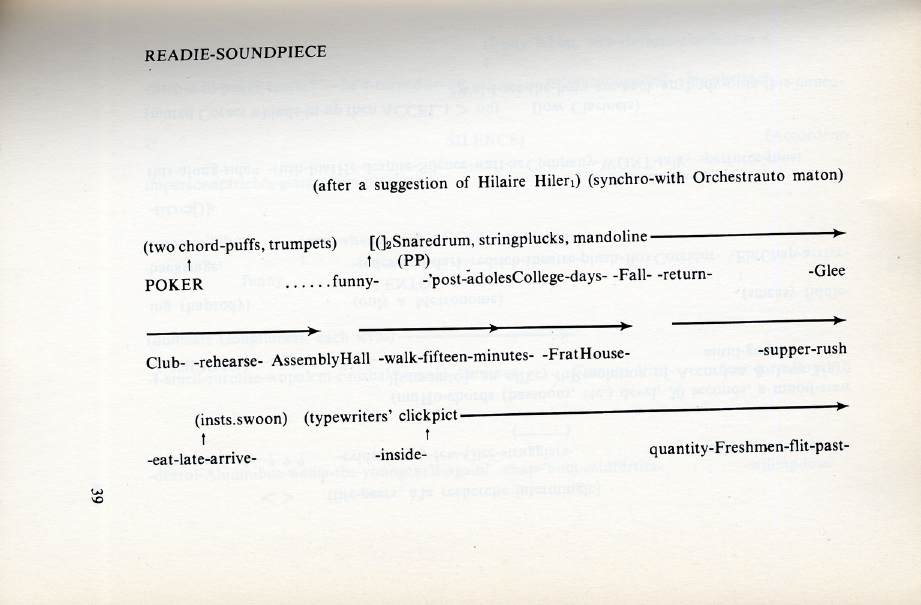 READIE-SOUNDPIECE
(after a suggestion of Hilaire Hiler₁) (synchro-with Orchestrauto maton)
(two chord-puffs, trumpets) [(]₂Snaredrum, stringplucks, mandoline
(PP)
POKER ......funny- -'post-adolesCollege-days- -Fall- -return- -Glee
Club- -rehearse- AssemblyHall -walk-fifteen-minutes- -FratHouse- -supper-rush
(insts.swoon) (typewriters' clickpict
-eat-late-arrive- -inside- quantity-Freshmen-flit-past-
39